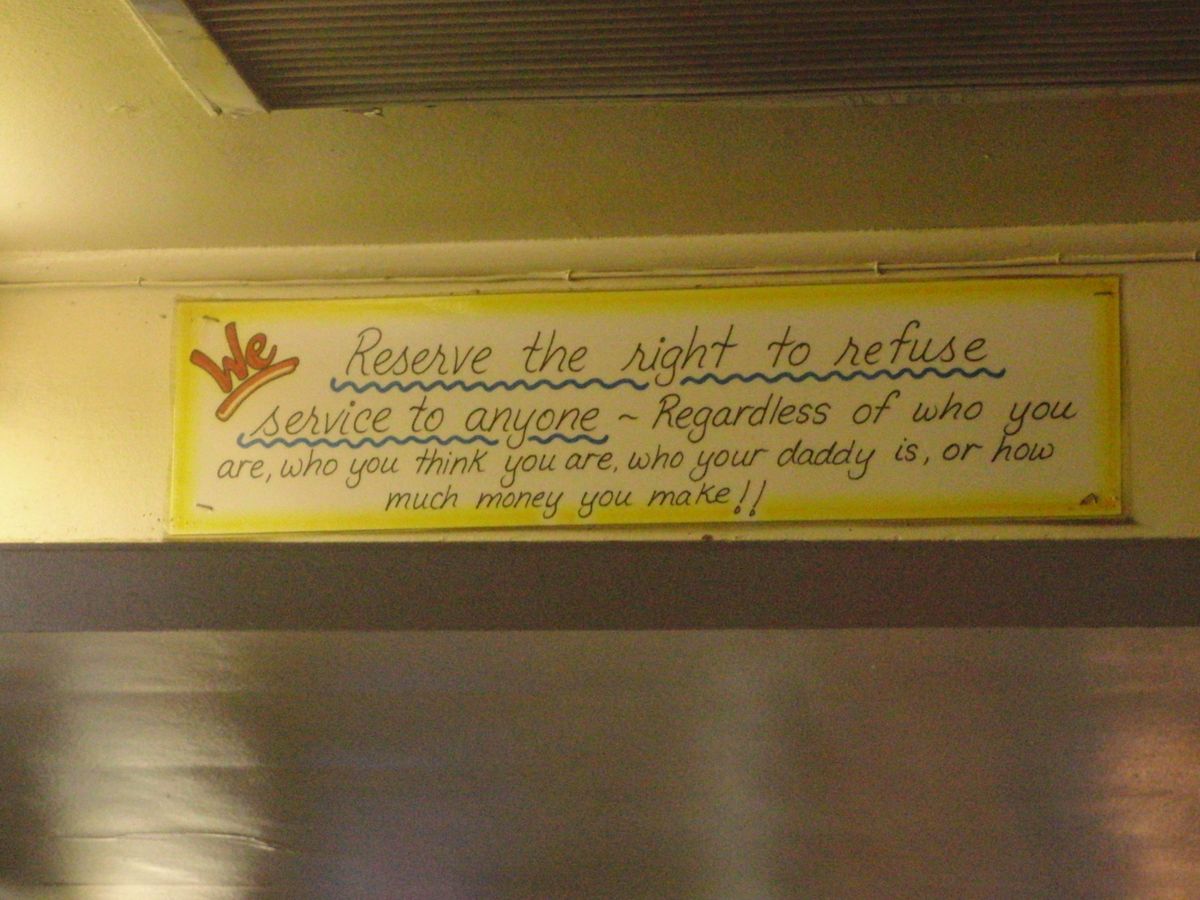 We Reserve the right to refuse
service to anyone ~ Regardless of who you
are, who you think you are, who your daddy is, or how
much money you make!!